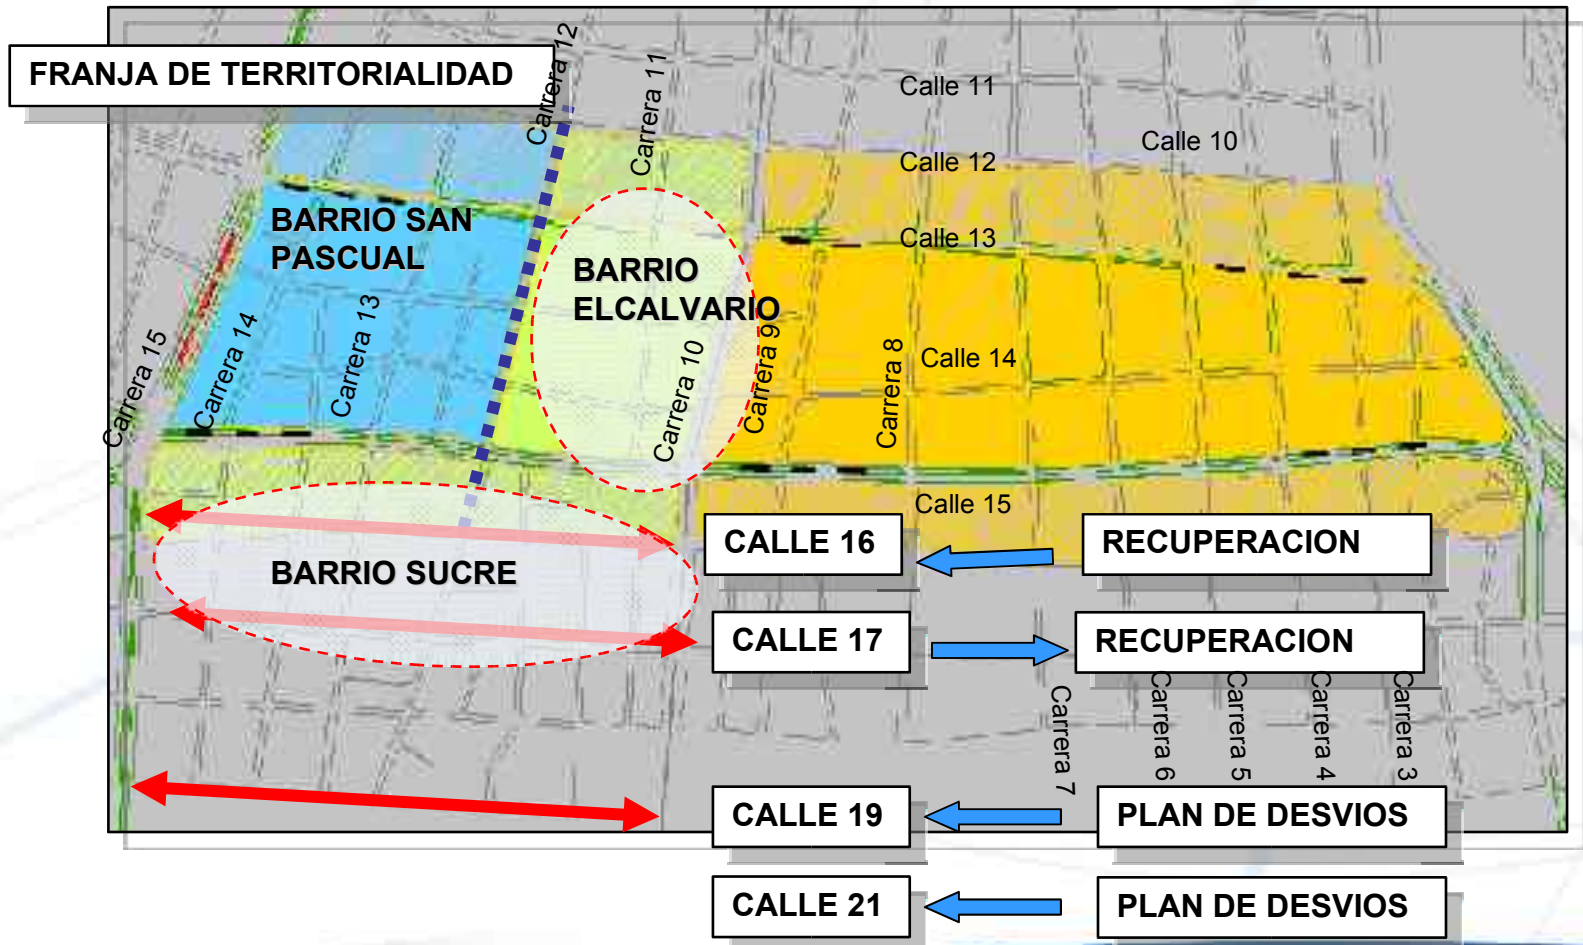 FRANJA DE TERRITORIALIDAD
Carrera 12
Carrera 11
Calle 11
Calle 10
Calle 12
BARRIO SAN
PASCUAL
Calle 13
BARRIO
ELCALVARIO
Carrera 15
Carrera 14
Carrera 13
Carrera 10
Carrera 9
Carrera 8
Calle 14
Calle 15
CALLE 16
RECUPERACION
BARRIO SUCRE
CALLE 17
RECUPERACION
Carrera 7
Carrera 6
Carrera 5
Carrera 4
Carrera 3
CALLE 19
PLAN DE DESVIOS
CALLE 21
PLAN DE DESVIOS